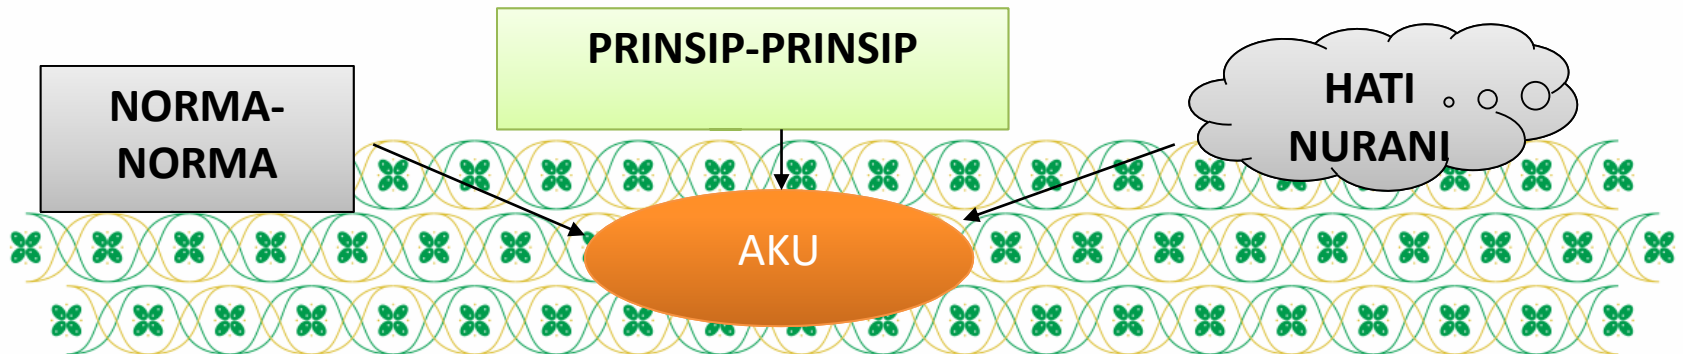 NORMA-
NORMA
PRINSIP-PRINSIP
HATI
NURANI
AKU